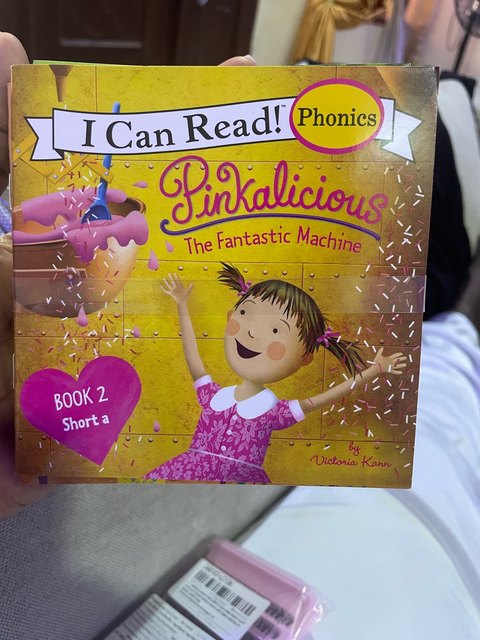 I Can Read!™ Phonics
Pinkalicious
The Fantastic Machine
BOOK 2
Short a
by
Victoria Kann